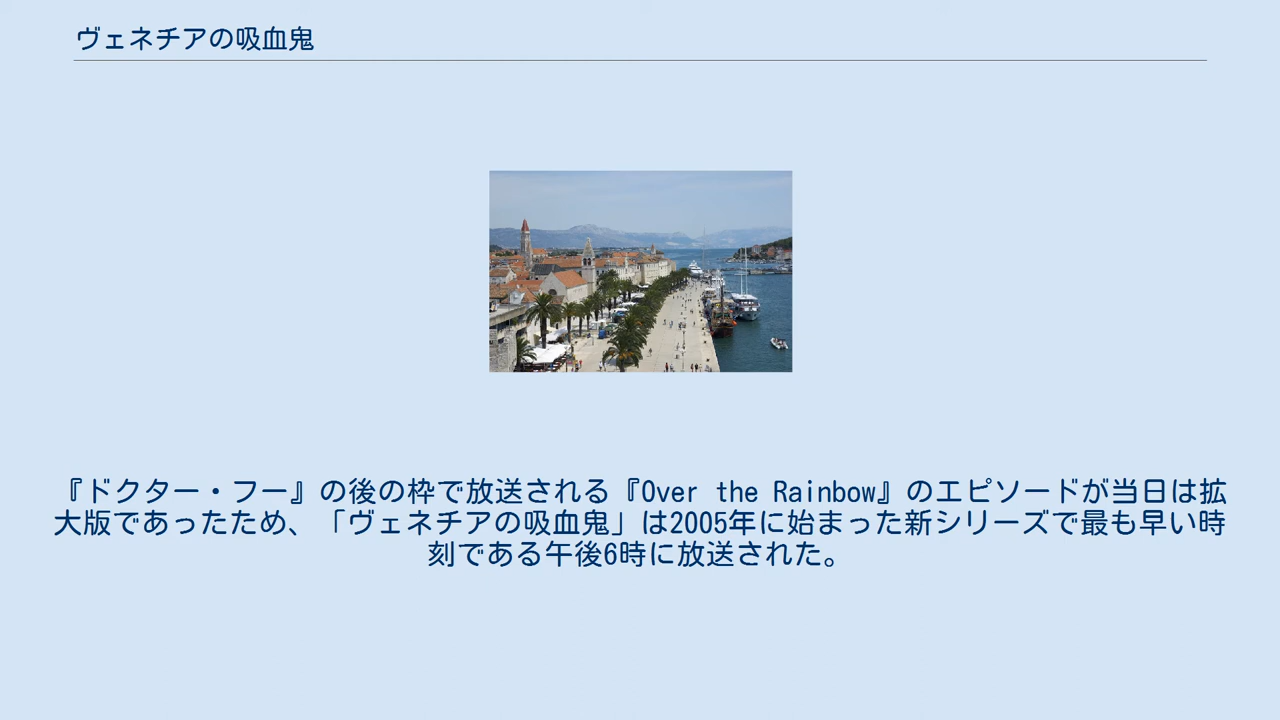 ヴェネチアの吸血鬼
『ドクター・フー』の後の枠で放送される『Over the Rainbow』のエピソードが当日は拡
大版であったため、「ヴェネチアの吸血鬼」は2005年に始まった新シリーズで最も早い時
刻である午後6時に放送された。